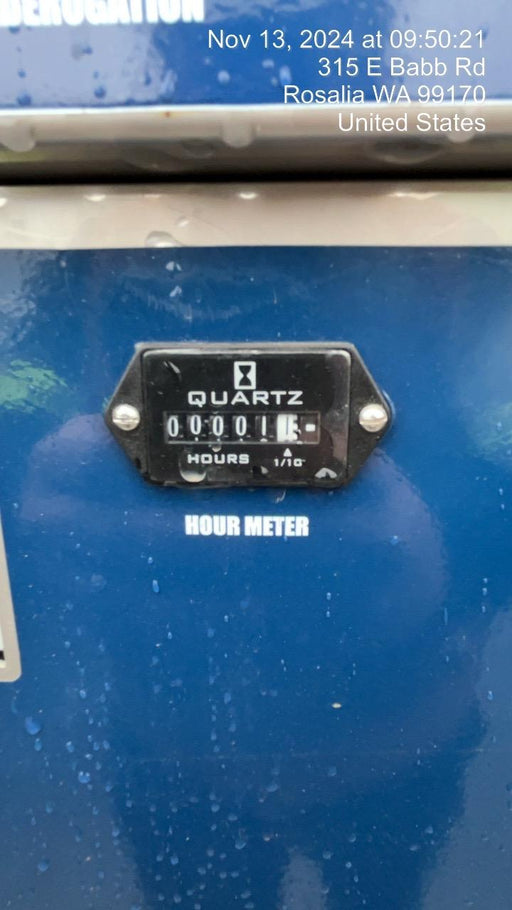 DEROGATION
Nov 13, 2024 at 09:50:21
315 E Babb Rd
Rosalia WA 99170
United States
QUARTZ
00001
HOURS 1/10
HOUR METER